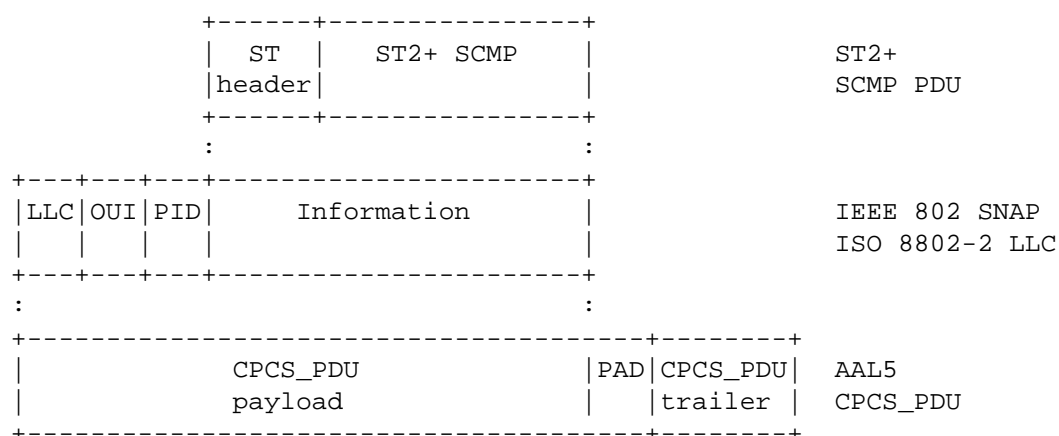 +------+----------------+
| ST | ST2+ SCMP | ST2+
|header| | SCMP PDU
+------+----------------+
: :
+---+---+---+-----------------------+
|LLC|OUI|PID| Information | IEEE 802 SNAP
| | | | | ISO 8802-2 LLC
+---+---+---+-----------------------+
: :
+---------------------------------------+--------+
| CPCS_PDU |PAD|CPCS_PDU| AAL5
| payload | |trailer | CPCS_PDU
+---------------------------------------+--------+